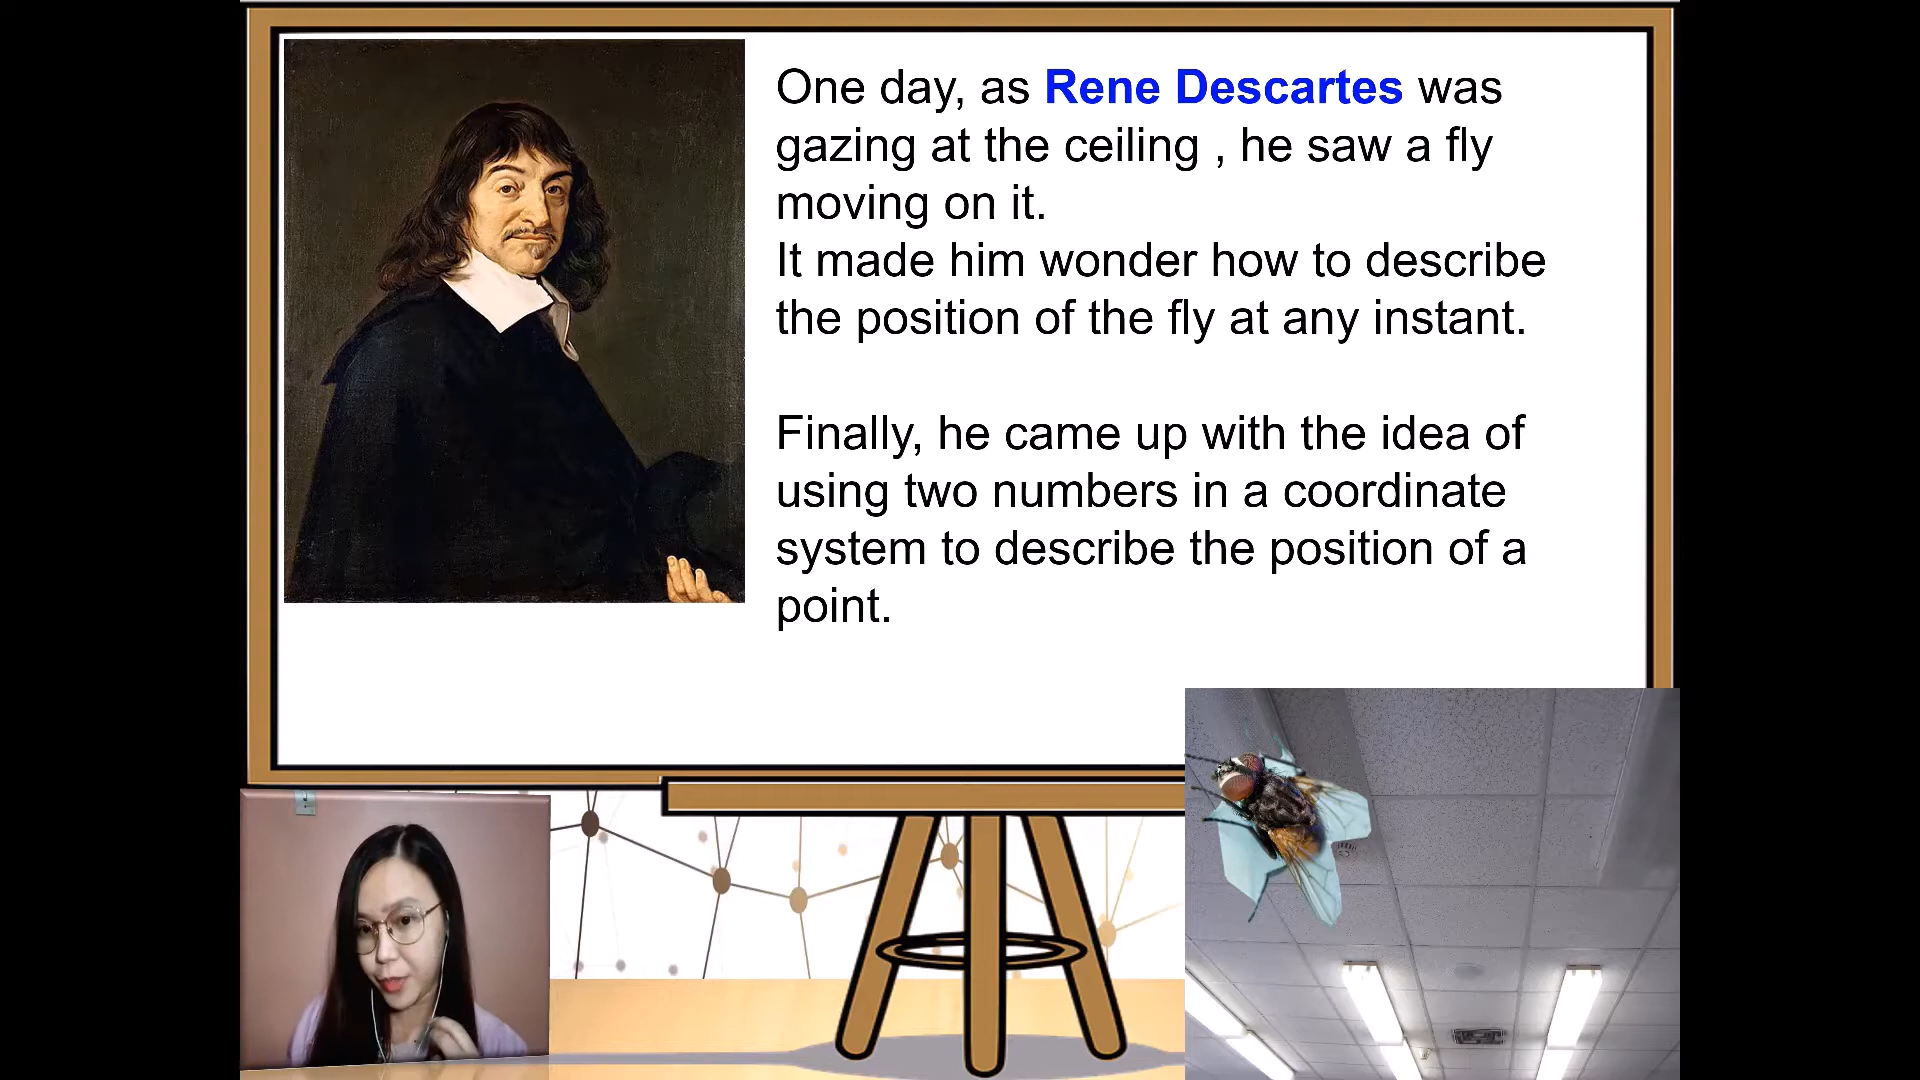 One day, as Rene Descartes was
gazing at the ceiling , he saw a fly
moving on it.
It made him wonder how to describe
the position of the fly at any instant.
Finally, he came up with the idea of
using two numbers in a coordinate
system to describe the position of a
point.